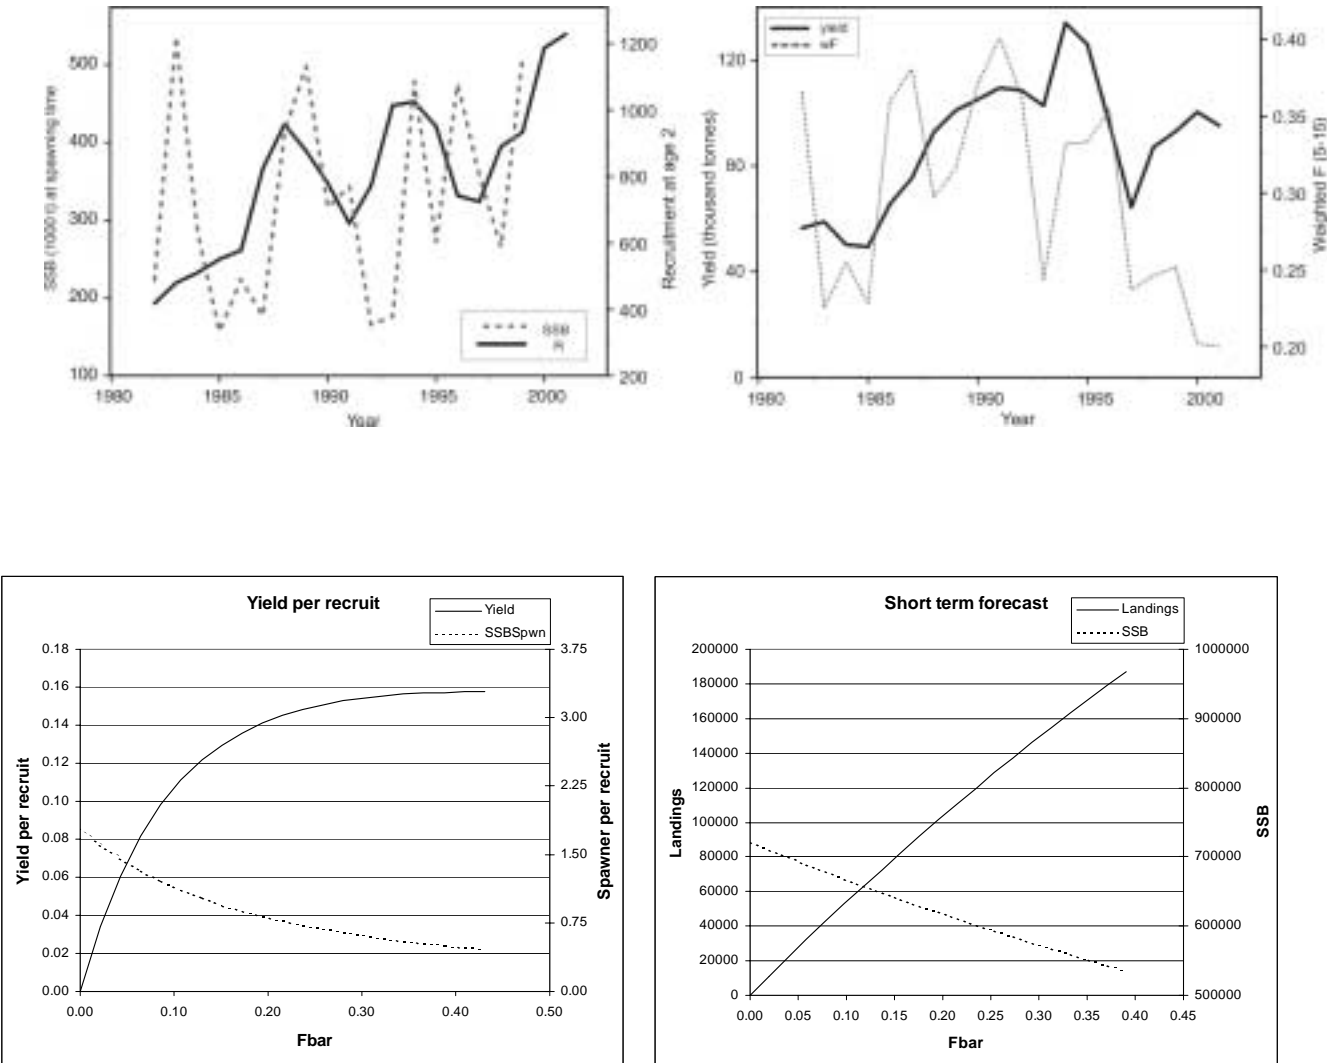 SSB (1000 t) at spawning time
500
400
300
200
100
1200
1000
800
600
400
200
Recruitment at age 2
SSB
R
1980
1985
1990
1995
2000
Year
Yield (thousand tonnes)
120
80
40
0
yield
wF
0.40
0.35
0.30
0.25
0.20
Weighted F (5-15)
1980
1985
1990
1995
2000
Year
Yield per recruit
Yield
SSBSpwn
Yield per recruit
0.18
0.16
0.14
0.12
0.10
0.08
0.06
0.04
0.02
0.00
3.75
3.00
2.25
1.50
0.75
0.00
Spawner per recruit
0.00 0.10 0.20 0.30 0.40 0.50
Fbar
Short term forecast
Landings
SSB
Landings
200000
180000
160000
140000
120000
100000
80000
60000
40000
20000
0
1000000
900000
800000
700000
600000
500000
SSB
0.00 0.05 0.10 0.15 0.20 0.25 0.30 0.35 0.40 0.45
Fbar